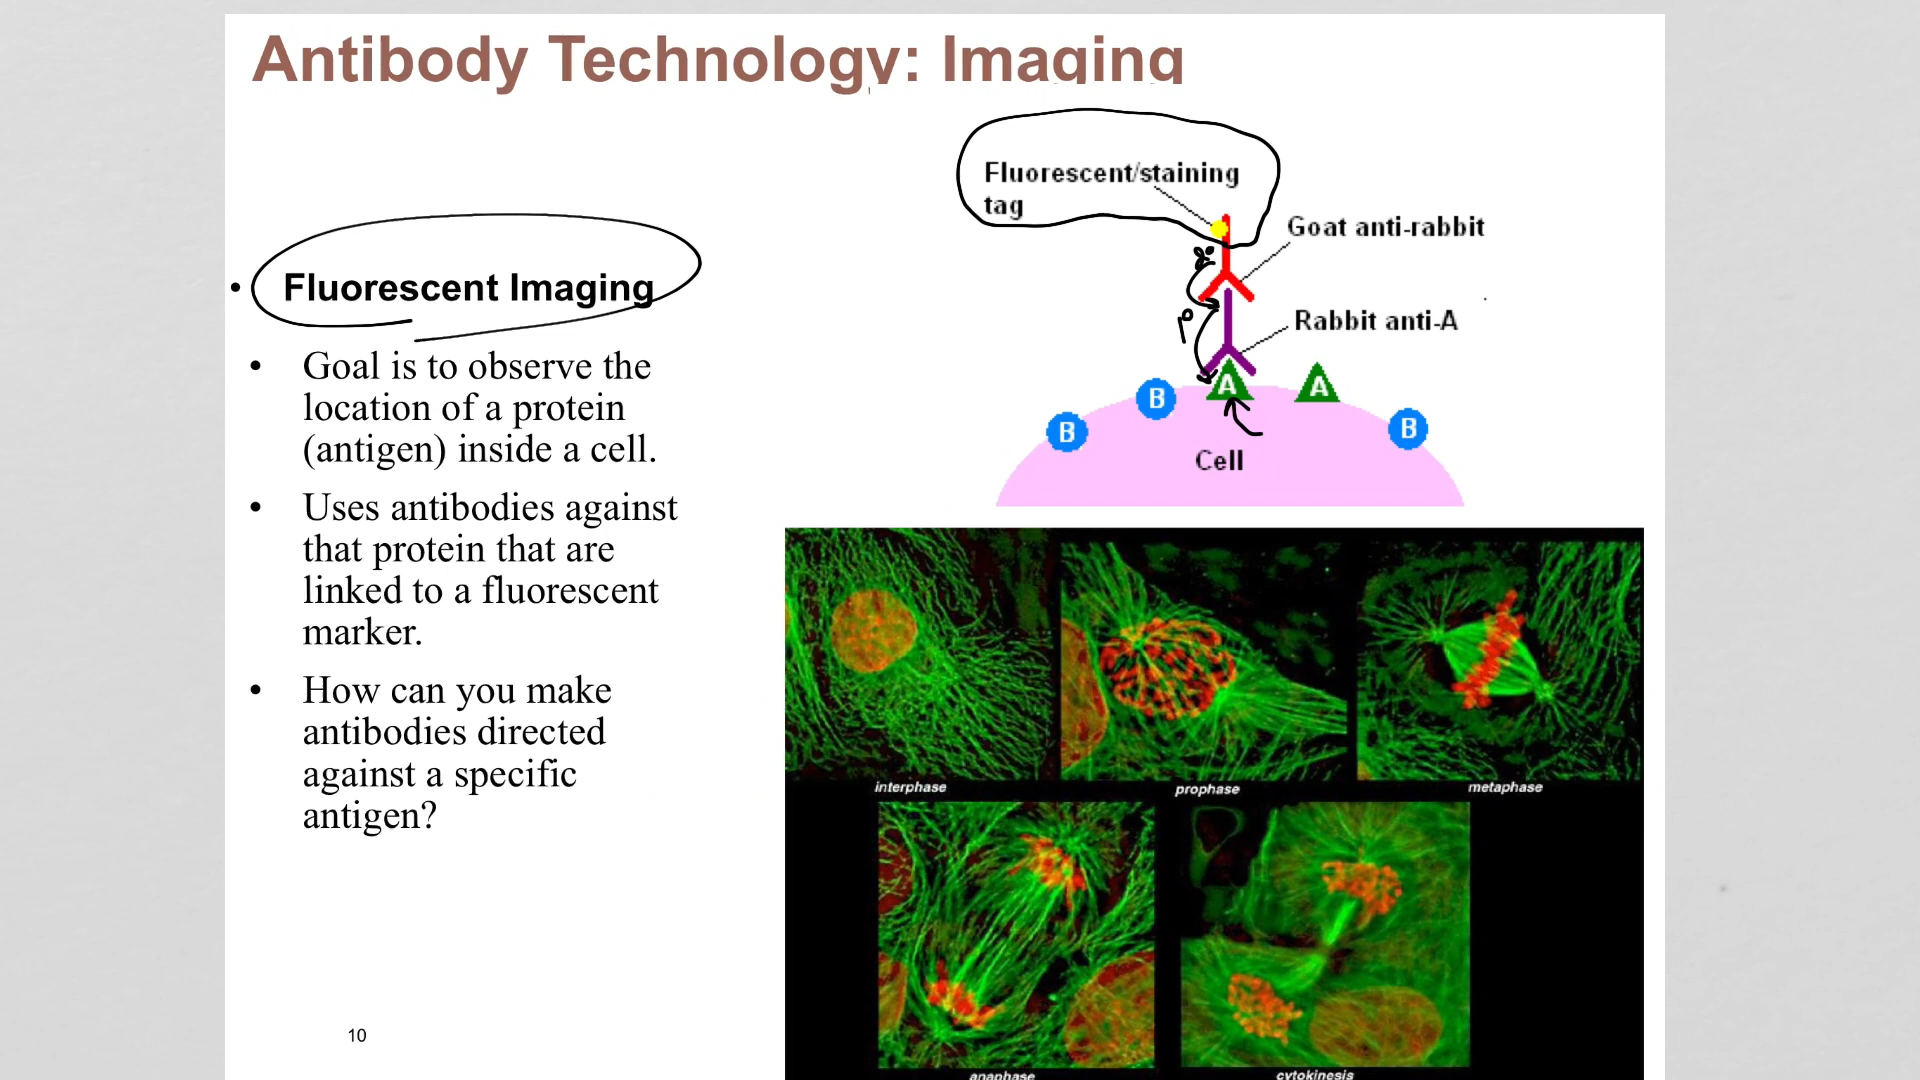 Antibody Technology: Imaging
• Fluorescent Imaging
• Goal is to observe the
location of a protein
(antigen) inside a cell.
• Uses antibodies against
that protein that are
linked to a fluorescent
marker.
• How can you make
antibodies directed
against a specific
antigen?
10
Fluorescent/staining
tag
Goat anti-rabbit
1°
Rabbit anti-A
A
A
B
B
B
Cell
interphase
prophase
metaphase
anaphase
cytokinesis